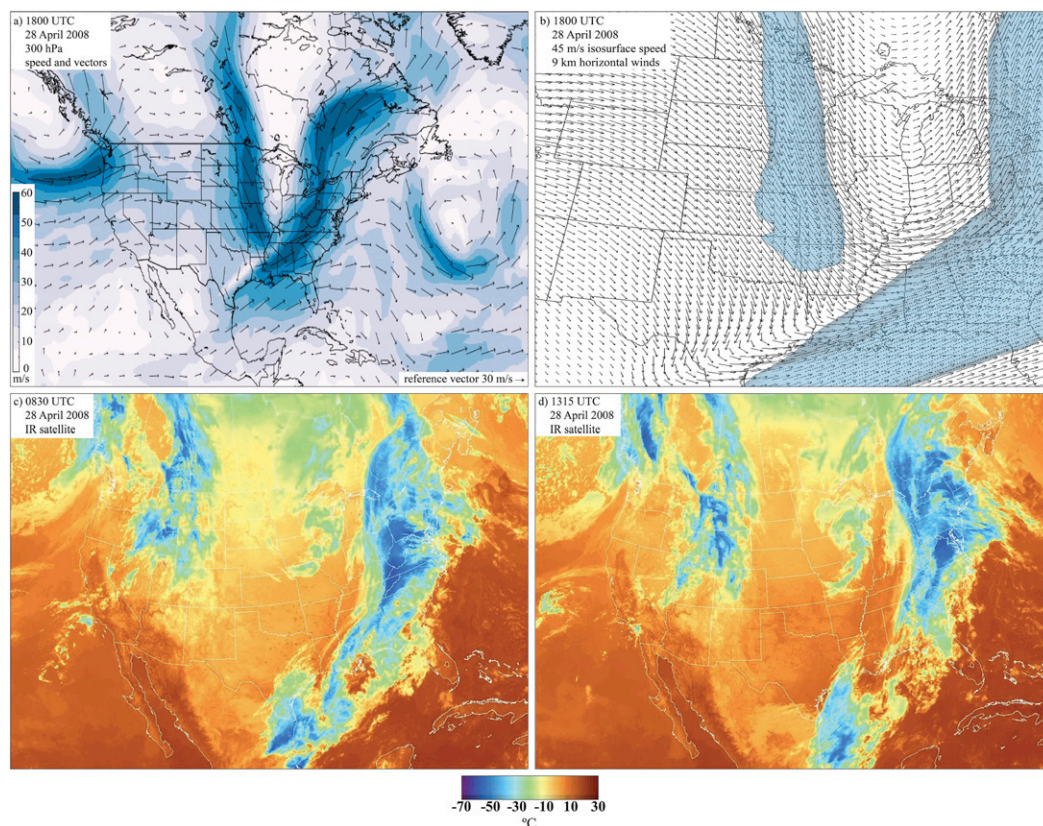 a) 1800 UTC
28 April 2008
300 hPa
speed and vectors
60
50
40
30
20
10
0
m/s
reference vector 30 m/s →
b) 1800 UTC
28 April 2008
45 m/s isosurface speed
9 km horizontal winds
c) 0830 UTC
28 April 2008
IR satellite
d) 1315 UTC
28 April 2008
IR satellite
-70 -50 -30 -10 10 30
ºC